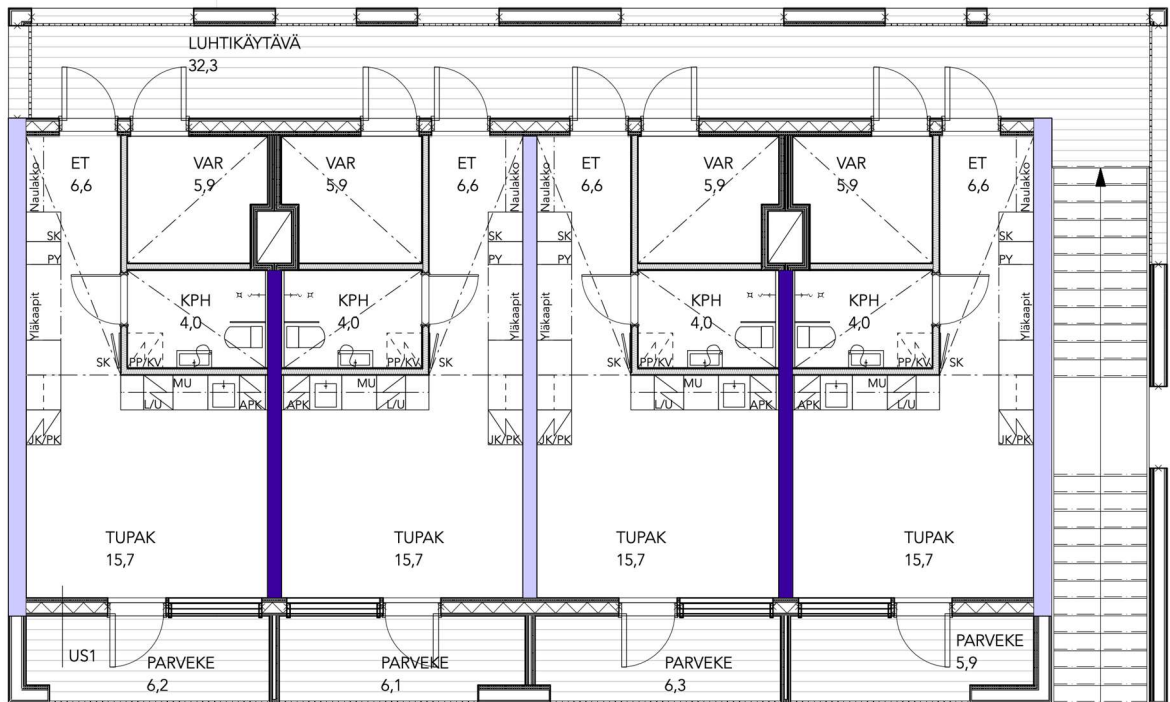 LUHTIKÄYTÄVÄ
32,3
ET
6,6
VAR
5,9
VAR
5,9
ET
6,6
ET
6,6
VAR
5,9
VAR
5,9
ET
6,6
Naulakko
Naulakko
Naulakko
Naulakko
SK
PY
SK
PY
SK
PY
SK
PY
Yläkaapit
Yläkaapit
Yläkaapit
Yläkaapit
KPH
4,0
KPH
4,0
KPH
4,0
KPH
4,0
SK
PP/KV
PP/KV
SK
SK
PP/KV
PP/KV
SK
MU
MU
MU
MU
L/U
APK
APK
L/U
L/U
APK
APK
L/U
JK/PK
JK/PK
JK/PK
JK/PK
TUPAK
15,7
TUPAK
15,7
TUPAK
15,7
TUPAK
15,7
US1
PARVEKE
6,2
PARVEKE
6,1
PARVEKE
6,3
PARVEKE
5,9